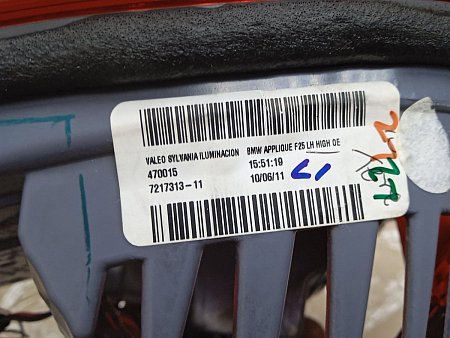 VALEO SYLVANIA ILUMINACION BMW APPLIQUE F25 LH HIGH OE
470015 15:51:19
7217313-11 10/06/11